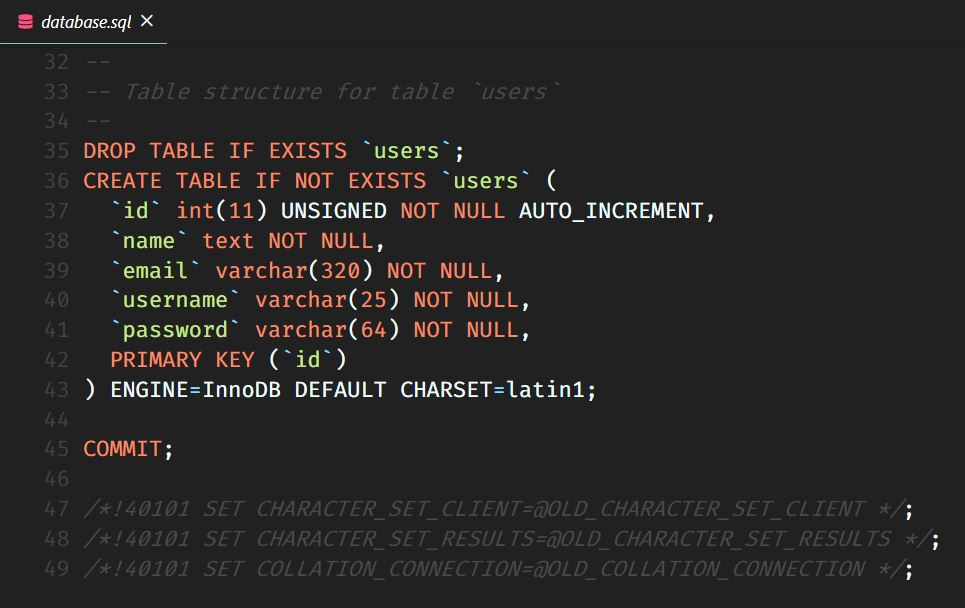 database.sql ×
32 --
33 -- Table structure for table `users`
34 --
35 DROP TABLE IF EXISTS `users`;
36 CREATE TABLE IF NOT EXISTS `users` (
37   `id` int(11) UNSIGNED NOT NULL AUTO_INCREMENT,
38   `name` text NOT NULL,
39   `email` varchar(320) NOT NULL,
40   `username` varchar(25) NOT NULL,
41   `password` varchar(64) NOT NULL,
42   PRIMARY KEY (`id`)
43 ) ENGINE=InnoDB DEFAULT CHARSET=latin1;
44
45 COMMIT;
46
47 /*!40101 SET CHARACTER_SET_CLIENT=@OLD_CHARACTER_SET_CLIENT */;
48 /*!40101 SET CHARACTER_SET_RESULTS=@OLD_CHARACTER_SET_RESULTS */;
49 /*!40101 SET COLLATION_CONNECTION=@OLD_COLLATION_CONNECTION */;